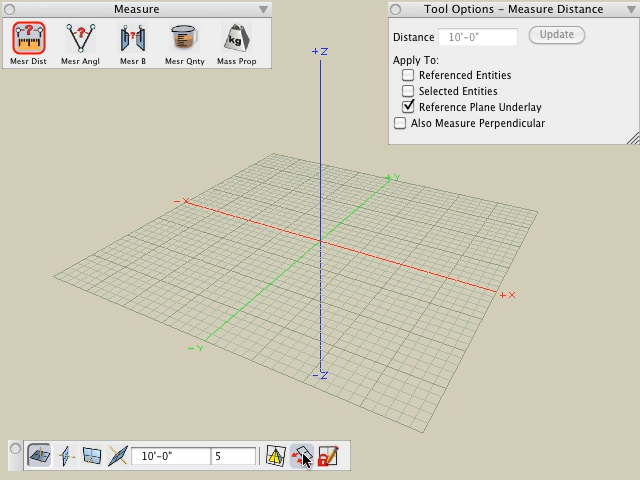 Measure
Mesr Dist
Mesr Angl
Mesr B
Mesr Qnty
Mass Prop
kg
Tool Options – Measure Distance
Distance 10'-0" Update
Apply To:
Referenced Entities
Selected Entities
Reference Plane Underlay
Also Measure Perpendicular
+Z
+Y
-X
+X
-Y
-Z
10'-0" 5